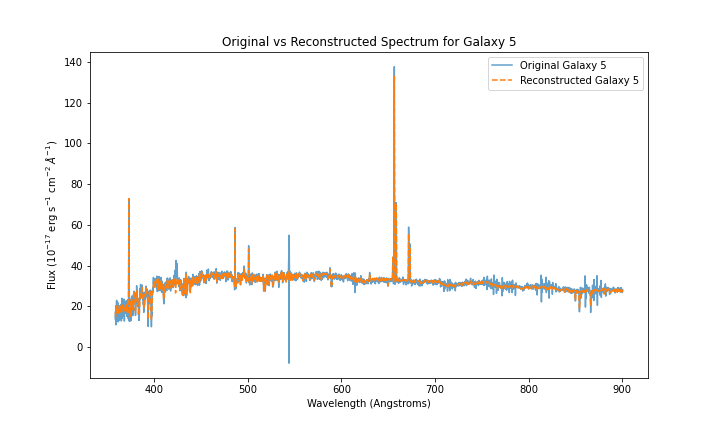 Original vs Reconstructed Spectrum for Galaxy 5
Original Galaxy 5
Reconstructed Galaxy 5
140
120
100
80
60
40
20
0
Flux (10⁻¹⁷ erg s⁻¹ cm⁻² Å⁻¹)
400
500
600
700
800
900
Wavelength (Angstroms)